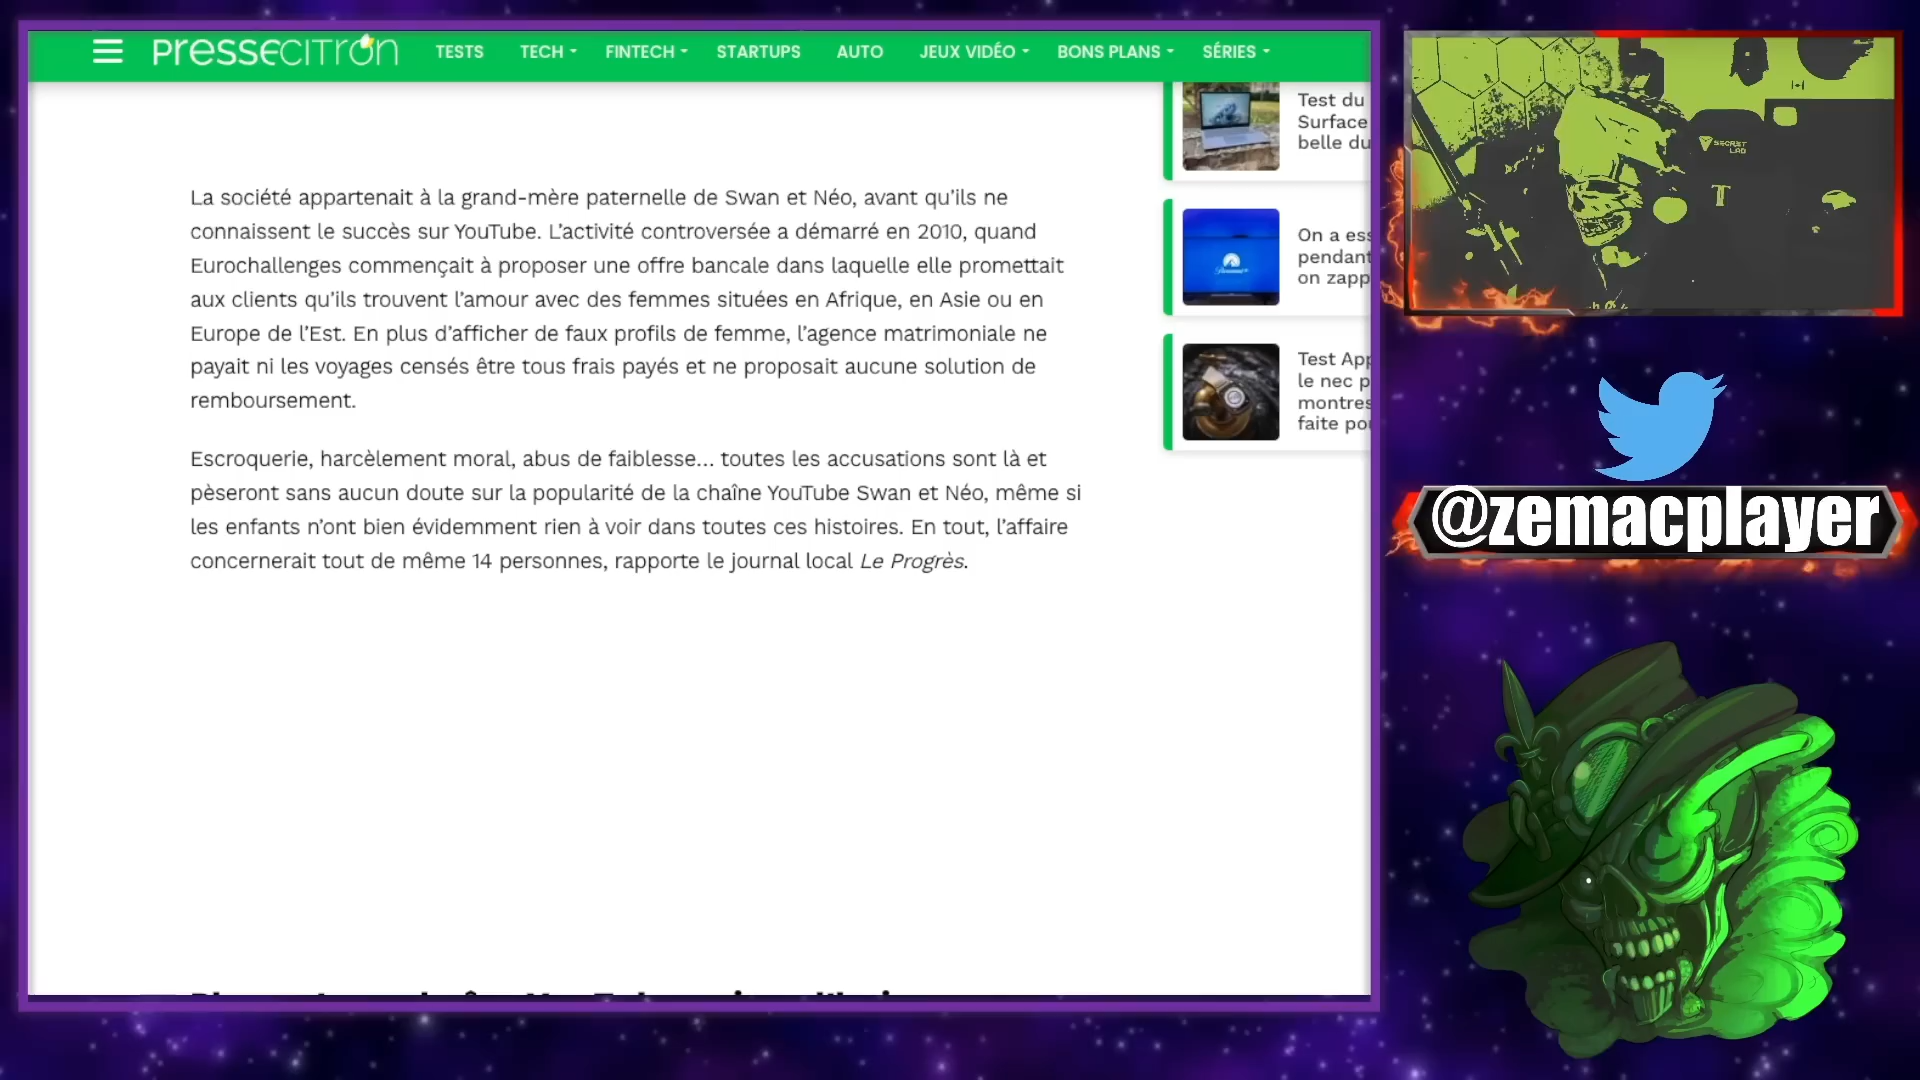 PRESSECITRON TESTS TECH FINTECH STARTUPS AUTO JEUX VIDÉO BONS PLANS SÉRIES
La société appartenait à la grand-mère paternelle de Swan et Néo, avant qu’ils ne
connaissent le succès sur YouTube. L’activité controversée a démarré en 2010, quand
Eurochallenges commençait à proposer une offre bancale dans laquelle elle promettait
aux clients qu’ils trouvent l’amour avec des femmes situées en Afrique, en Asie ou en
Europe de l’Est. En plus d’afficher de faux profils de femme, l’agence matrimoniale ne
payait ni les voyages censés être tous frais payés et ne proposait aucune solution de
remboursement.
Escroquerie, harcèlement moral, abus de faiblesse… toutes les accusations sont là et
pèseront sans aucun doute sur la popularité de la chaîne YouTube Swan et Néo, même si
les enfants n’ont bien évidemment rien à voir dans toutes ces histoires. En tout, l’affaire
concernerait tout de même 14 personnes, rapporte le journal local Le Progrès.
Test du
Surface
belle du
On a
pendant
on
Test
le nec
montres
faite
SECRET
LAB
@zemacplayer